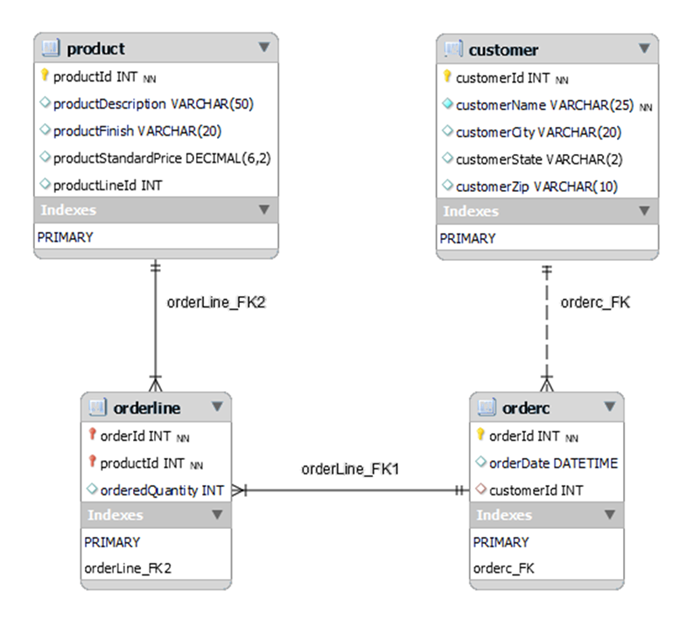 product
productId INT NN
productDescription VARCHAR(50)
productFinish VARCHAR(20)
productStandardPrice DECIMAL(6,2)
productLineId INT
Indexes
PRIMARY
customer
customerId INT NN
customerName VARCHAR(25) NN
customerCity VARCHAR(20)
customerState VARCHAR(2)
customerZip VARCHAR(10)
Indexes
PRIMARY
orderLine_FK2
orderc_FK
orderline
orderId INT NN
productId INT NN
orderedQuantity INT
Indexes
PRIMARY
orderLine_FK2
orderLine_FK1
orderc
orderId INT NN
orderDate DATETIME
customerId INT
Indexes
PRIMARY
orderc_FK